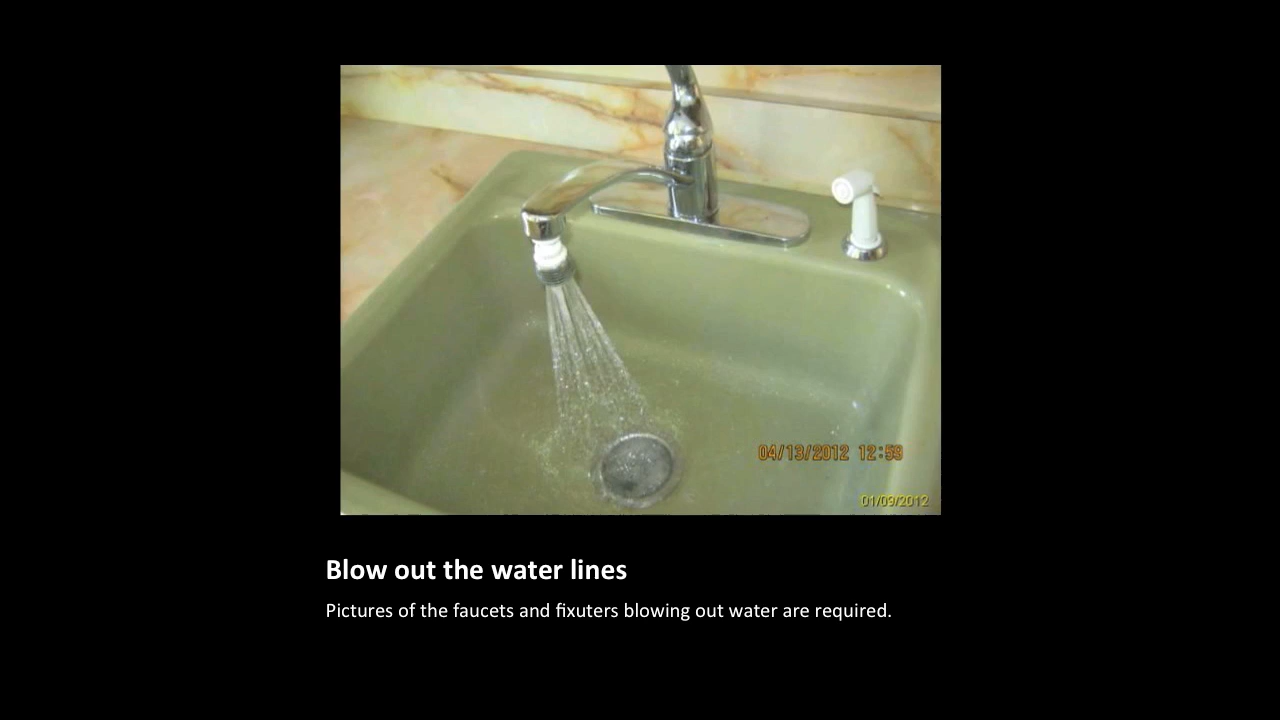 04/13/2012 12:59
01/09/2012
Blow out the water lines
Pictures of the faucets and fixuters blowing out water are required.